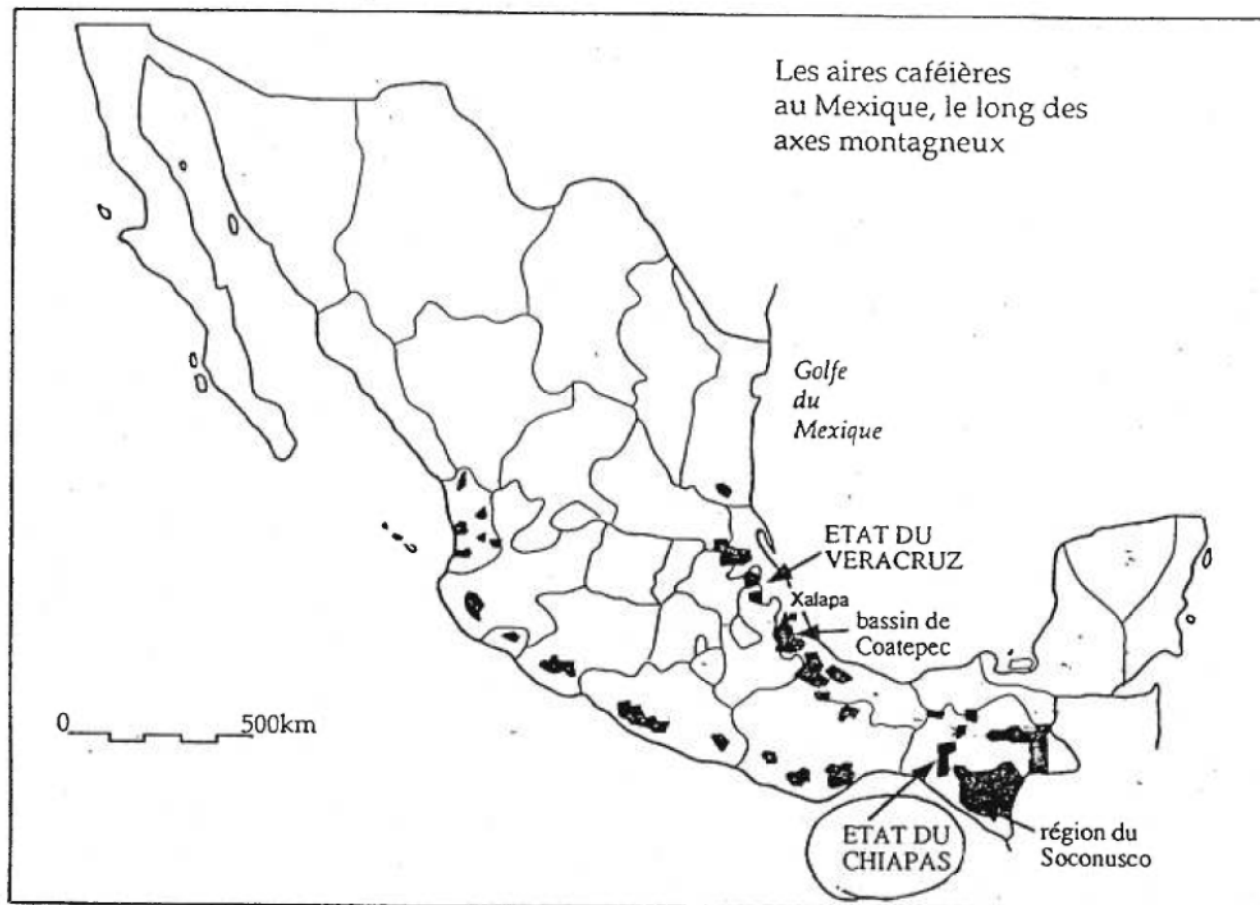 Les aires caféières
au Mexique, le long des
axes montagneux
Golfe
du
Mexique
ETAT DU
VERACRUZ
Xalapa
bassin de
Coatepec
0 500km
ETAT DU
CHIAPAS
région du
Soconusco